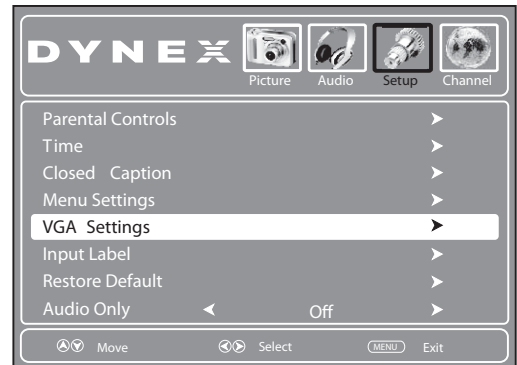 DYNEX
Picture Audio Setup Channel
Parental Controls
Time
Closed Caption
Menu Settings
VGA Settings
Input Label
Restore Default
Audio Only Off
Move Select MENU Exit